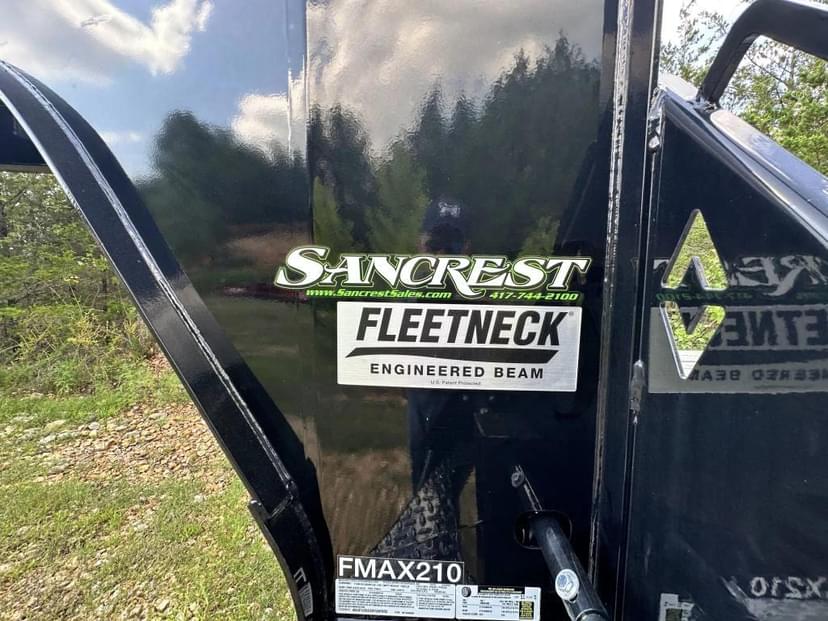 SANCREST
www.SancrestSales.com 417-744-2100
FLEETNECK®
ENGINEERED BEAM
U.S. Patent Protected
FMAX210